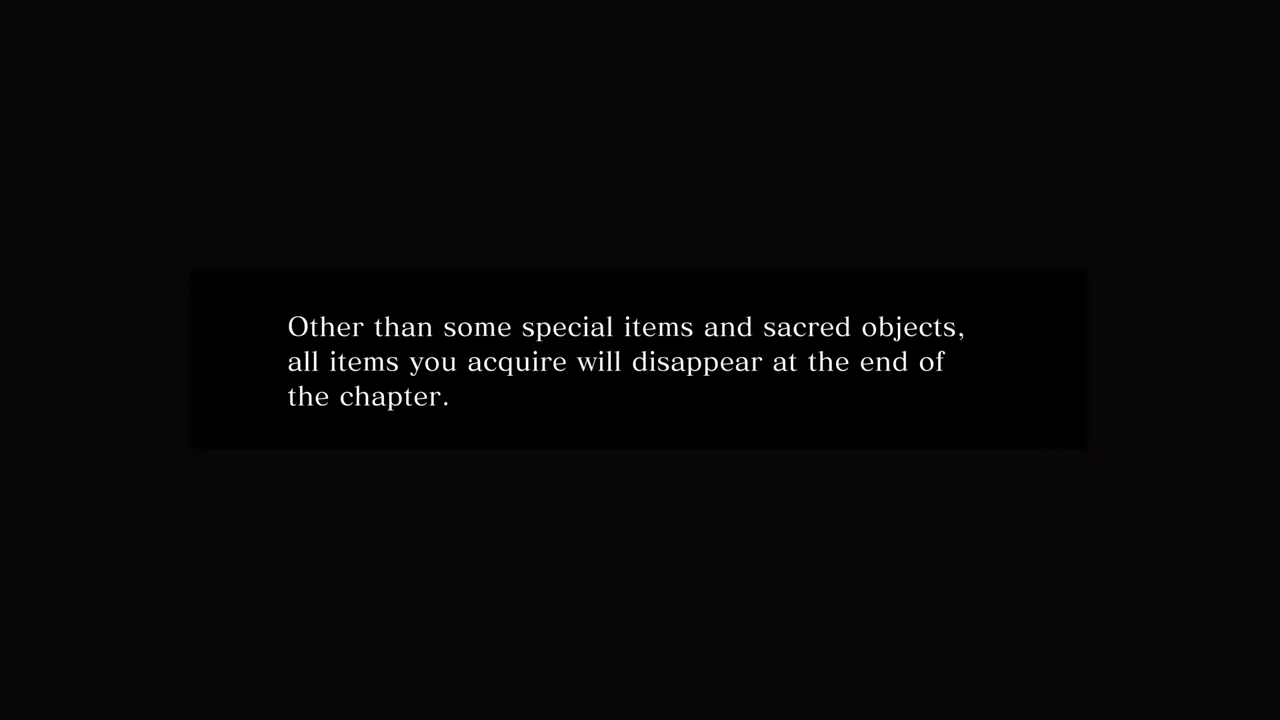 Other than some special items and sacred objects,
all items you acquire will disappear at the end of
the chapter.